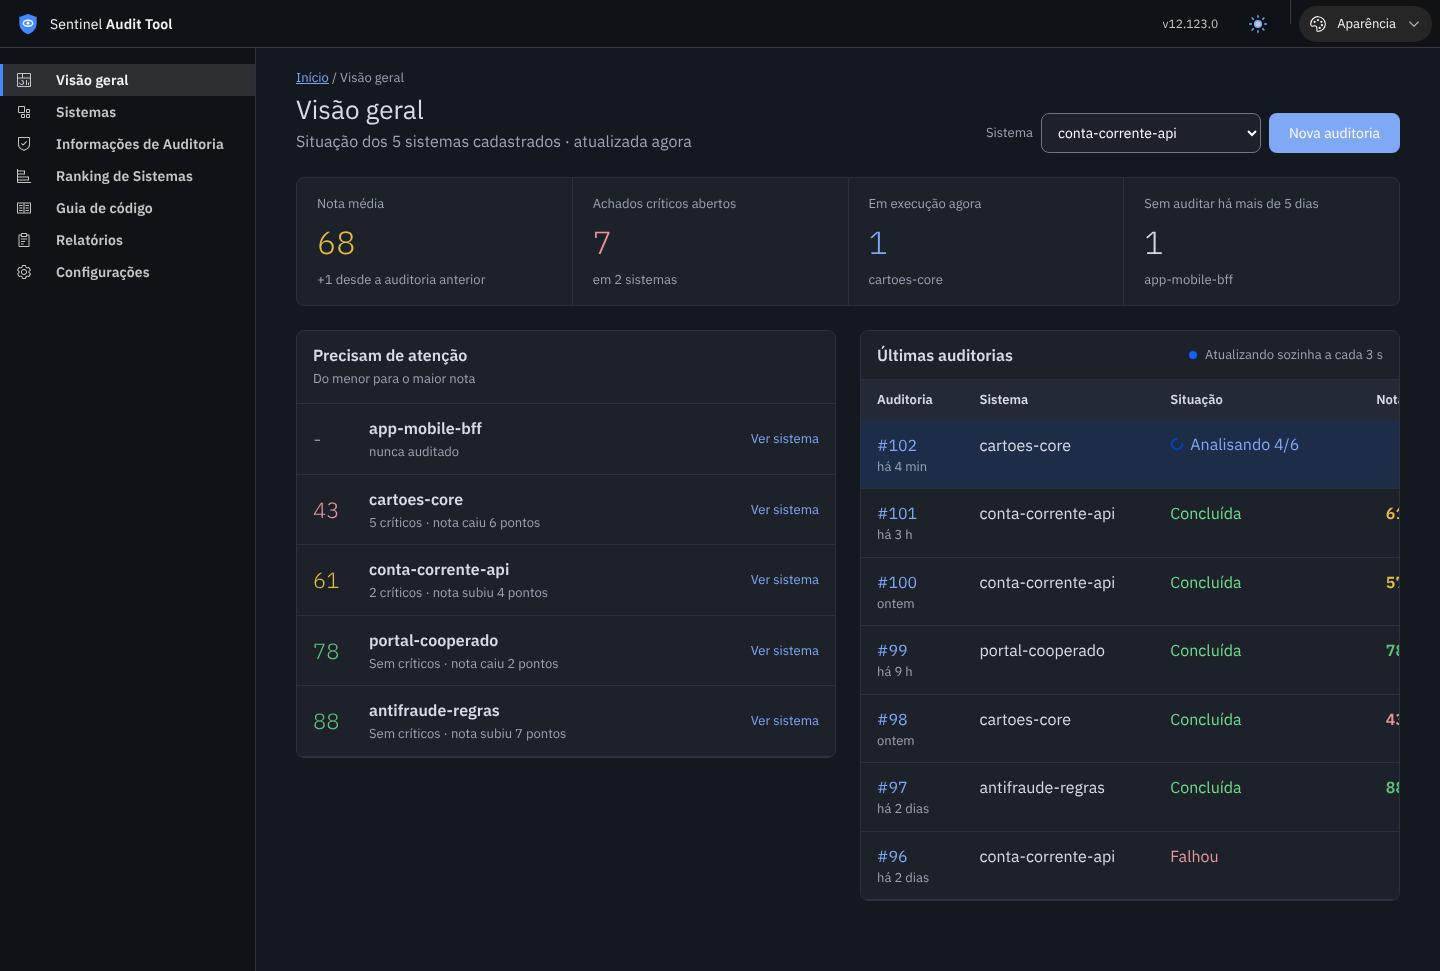 Sentinel Audit Tool
v12.123.0
Aparência
Visão geral
Sistemas
Informações de Auditoria
Ranking de Sistemas
Guia de código
Relatórios
Configurações
Início / Visão geral
Visão geral
Situação dos 5 sistemas cadastrados · atualizada agora
Sistema
conta-corrente-api
Nova auditoria
Nota média
68
+1 desde a auditoria anterior
Achados críticos abertos
7
em 2 sistemas
Em execução agora
1
cartoes-core
Sem auditar há mais de 5 dias
1
app-mobile-bff
Precisam de atenção
Do menor para o maior nota
-
app-mobile-bff
nunca auditado
Ver sistema
43
cartoes-core
5 críticos · nota caiu 6 pontos
Ver sistema
61
conta-corrente-api
2 críticos · nota subiu 4 pontos
Ver sistema
78
portal-cooperado
Sem críticos · nota caiu 2 pontos
Ver sistema
88
antifraude-regras
Sem críticos · nota subiu 7 pontos
Ver sistema
Últimas auditorias
Atualizando sozinha a cada 3 s
Auditoria Sistema Situação
#102 cartoes-core Analisando 4/6
há 4 min
#101 conta-corrente-api Concluída
há 3 h
#100 conta-corrente-api Concluída
ontem
#99 portal-cooperado Concluída
há 9 h
#98 cartoes-core Concluída
ontem
#97 antifraude-regras Concluída
há 2 dias
#96 conta-corrente-api Falhou
há 2 dias